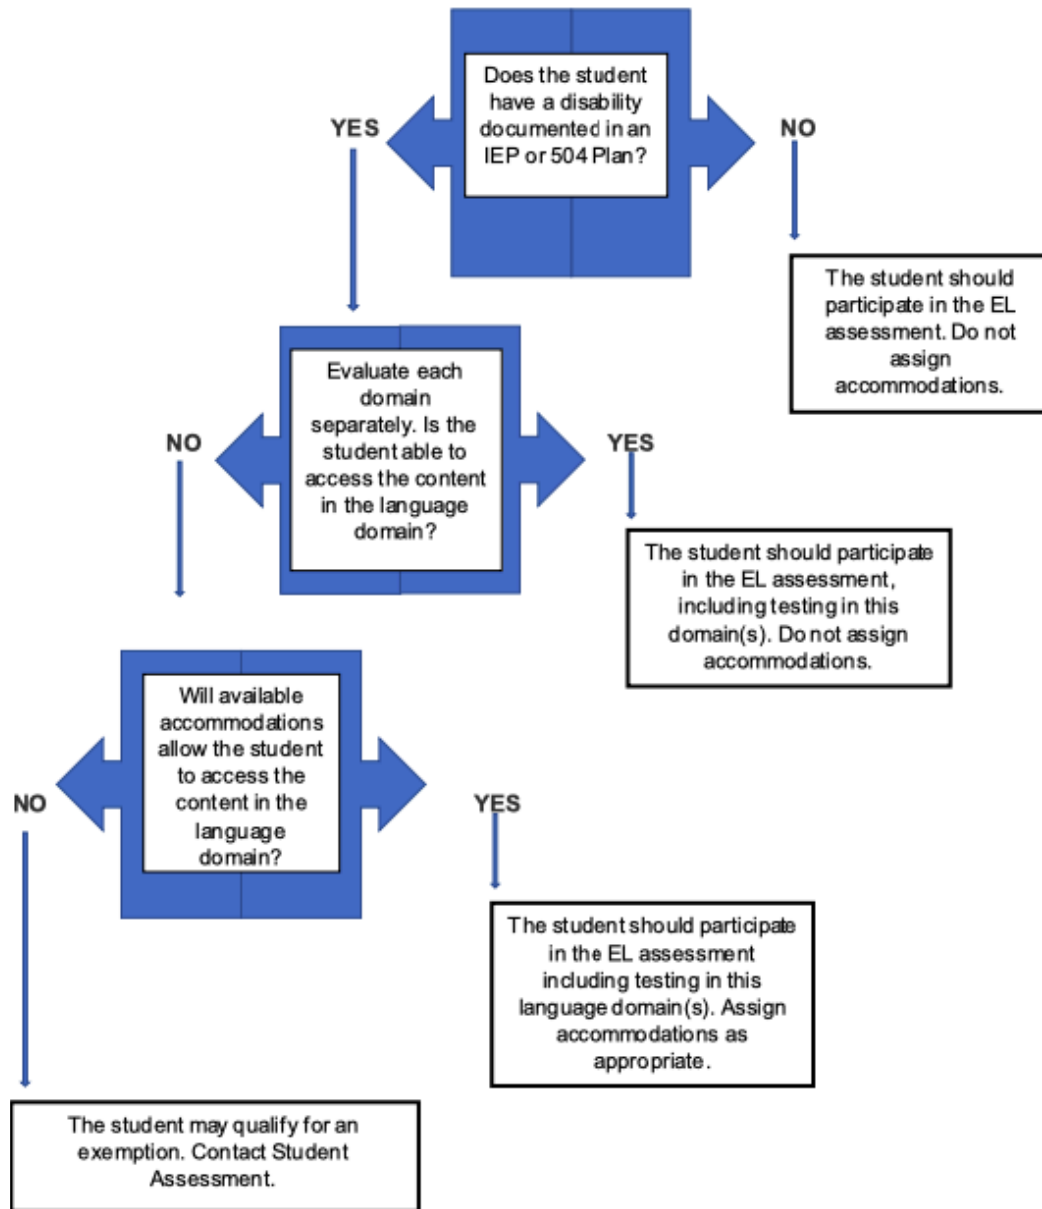 Does the student
have a disability
documented in an
IEP or 504 Plan?
YES
NO
The student should
participate in the EL
assessment. Do not
assign
accommodations.
Evaluate each
domain
separately. Is the
student able to
access the content
in the language
domain?
NO
YES
The student should participate
in the EL assessment,
including testing in this
domain(s). Do not assign
accommodations.
Will available
accommodations
allow the student
to access the
content in the
language
domain?
NO
YES
The student should participate
in the EL assessment
including testing in this
language domain(s). Assign
accommodations as
appropriate.
The student may qualify for an
exemption. Contact Student
Assessment.